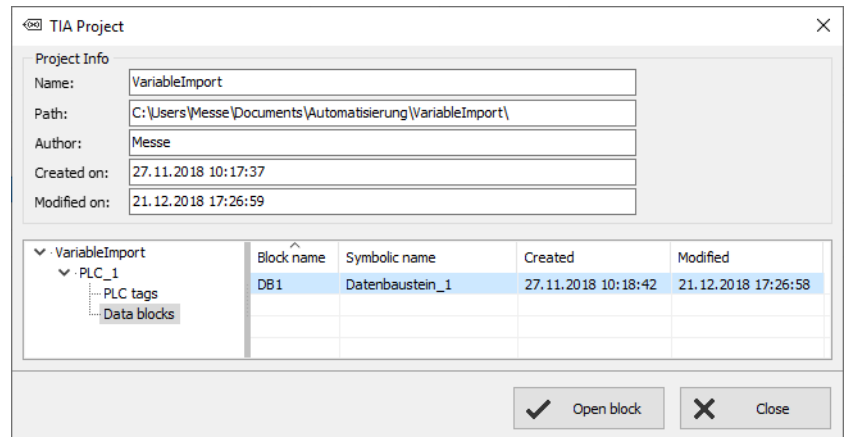 TIA Project
Project Info
Name: VariableImport
Path: C:\Users\Messe\Documents\Automatisierung\VariableImport\
Author: Messe
Created on: 27.11.2018 10:17:37
Modified on: 21.12.2018 17:26:59
VariableImport
PLC_1
PLC tags
Data blocks
Block name Symbolic name Created Modified
DB1 Datenbaustein_1 27.11.2018 10:18:42 21.12.2018 17:26:58
Open block Close